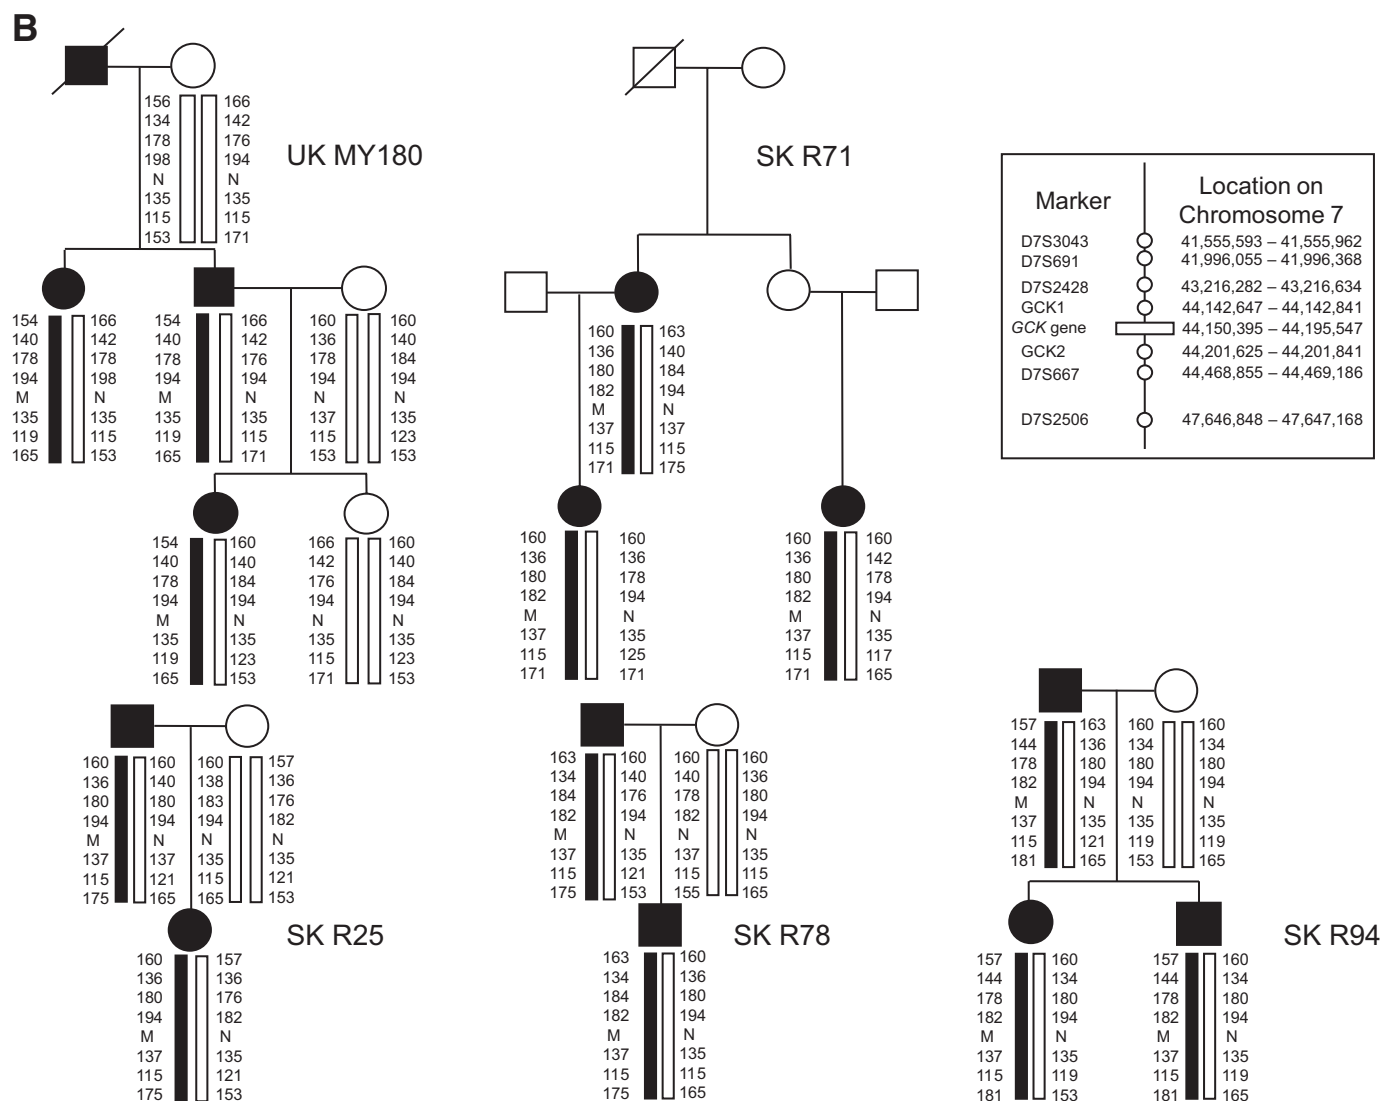 B
156 166
134 142
178 176
198 194
N N
135 135
115 115
153 171
UK MY180
154 166 154 166 160 160
140 142 140 142 136 140
178 178 178 176 178 184
194 198 194 194 194 194
M N M N N N
135 135 135 135 137 135
119 115 119 115 115 123
165 153 165 171 153 153
154 160 166 160
140 140 142 140
178 184 176 184
194 194 194 194
M N N N
135 135 135 135
119 123 115 123
165 153 171 153
SK R71
160 163
136 140
180 184
182 194
M N
137 137
115 115
171 175
160 160 160 160
136 136 136 142
180 178 180 178
182 194 182 194
M N M N
137 135 137 135
115 125 115 117
171 171 171 165
Marker Location on
Chromosome 7
D7S3043 41,555,593 – 41,555,962
D7S691 41,996,055 – 41,996,368
D7S2428 43,216,282 – 43,216,634
GCK1 44,142,647 – 44,142,841
GCK gene 44,150,395 – 44,195,547
GCK2 44,201,625 – 44,201,841
D7S667 44,468,855 – 44,469,186
D7S2506 47,646,848 – 47,647,168
160 160 160 157
136 140 138 136
180 180 183 176
194 194 194 182
M N N N
137 137 135 135
115 121 115 121
175 165 165 153
SK R25
160 157
136 136
180 176
194 182
M N
137 135
115 121
175 153
163 160 160 160
134 140 140 136
184 176 178 180
182 194 182 194
M N N N
137 135 137 135
115 121 115 115
175 153 155 165
SK R78
163 160
134 136
184 180
182 194
M N
137 135
115 115
175 165
157 163 160 160
144 136 134 134
178 180 180 180
182 194 194 194
M N N N
137 135 135 135
115 121 119 119
181 165 153 165
SK R94
157 160 157 160
144 134 144 134
178 180 178 180
182 194 182 194
M N M N
137 135 137 135
115 119 115 119
181 153 181 165